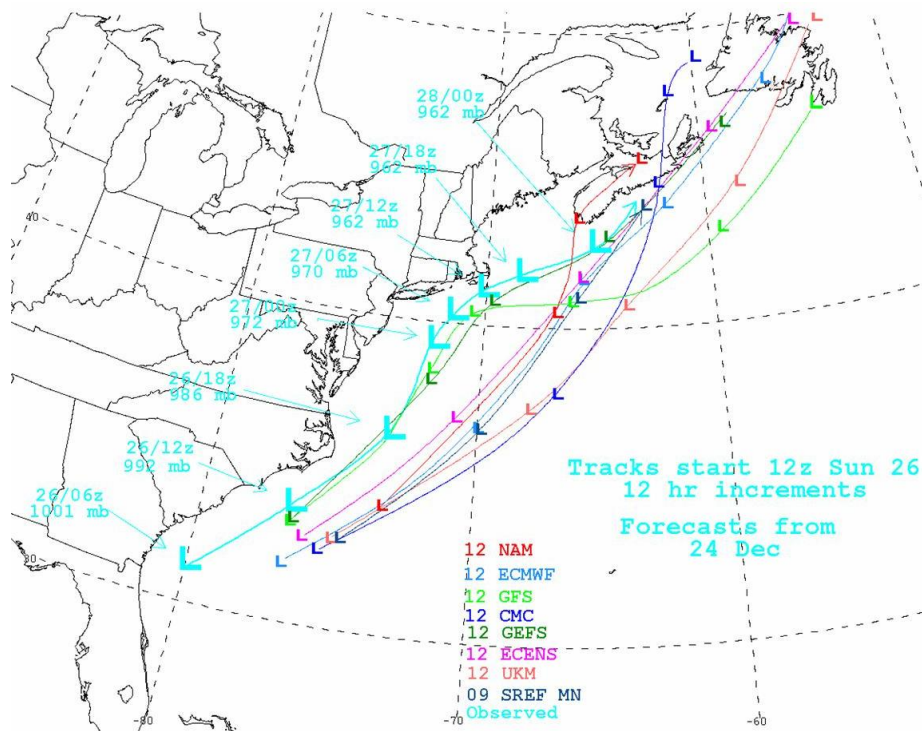 28/00z
962 mb
27/18z
962 mb
27/12z
962 mb
27/06z
970 mb
27/00z
972 mb
26/18z
986 mb
26/12z
992 mb
26/06z
1001 mb
40
30
-80
-70
-60
L
Tracks start 12z Sun 26
12 hr increments
Forecasts from
24 Dec
12 NAM
12 ECMWF
12 GFS
12 CMC
12 GEFS
12 ECENS
12 UKM
09 SREF MN
Observed